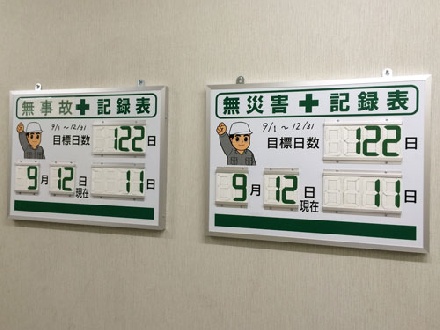 無事故✚記録表
9/1~12/31
目標日数 122日
9月12日現在 11日
無災害✚記録表
9/1~12/31
目標日数 122日
9月12日現在 11日